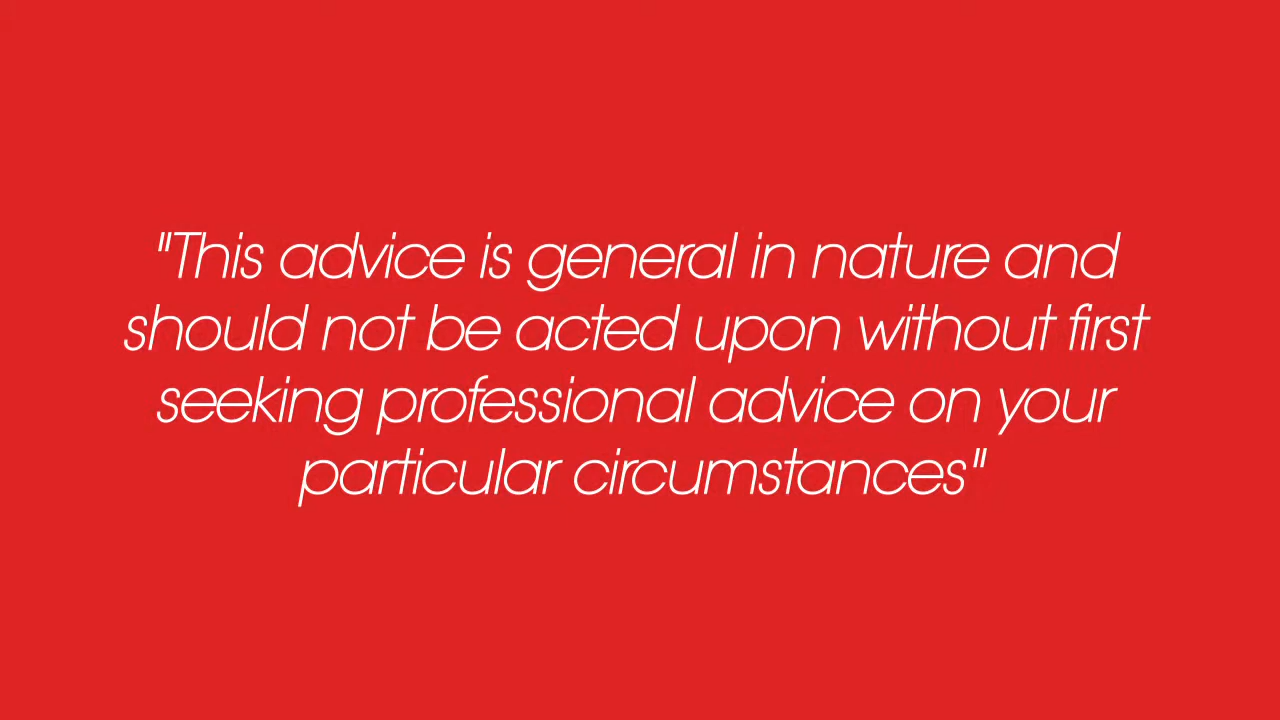 "This advice is general in nature and
should not be acted upon without first
seeking professional advice on your
particular circumstances"